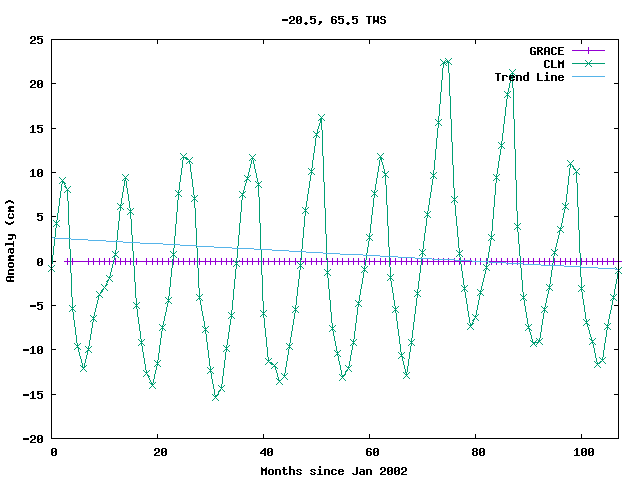 -20.5, 65.5 TWS
GRACE
CLM
Trend Line
25
20
15
10
5
0
-5
-10
-15
-20
Anomaly (cm)
0 20 40 60 80 100
Months since Jan 2002